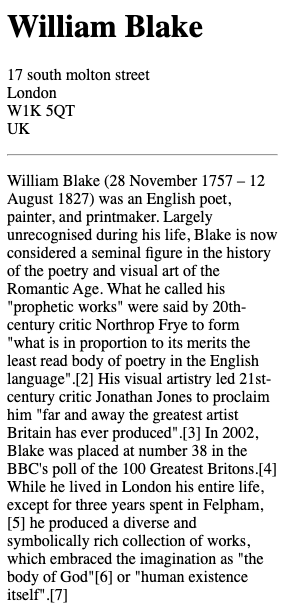 William Blake
17 south molton street
London
W1K 5QT
UK
William Blake (28 November 1757 – 12
August 1827) was an English poet,
painter, and printmaker. Largely
unrecognised during his life, Blake is now
considered a seminal figure in the history
of the poetry and visual art of the
Romantic Age. What he called his
"prophetic works" were said by 20th-
century critic Northrop Frye to form
"what is in proportion to its merits the
least read body of poetry in the English
language".[2] His visual artistry led 21st-
century critic Jonathan Jones to proclaim
him "far and away the greatest artist
Britain has ever produced".[3] In 2002,
Blake was placed at number 38 in the
BBC's poll of the 100 Greatest Britons.[4]
While he lived in London his entire life,
except for three years spent in Felpham,
[5] he produced a diverse and
symbolically rich collection of works,
which embraced the imagination as "the
body of God"[6] or "human existence
itself".[7]